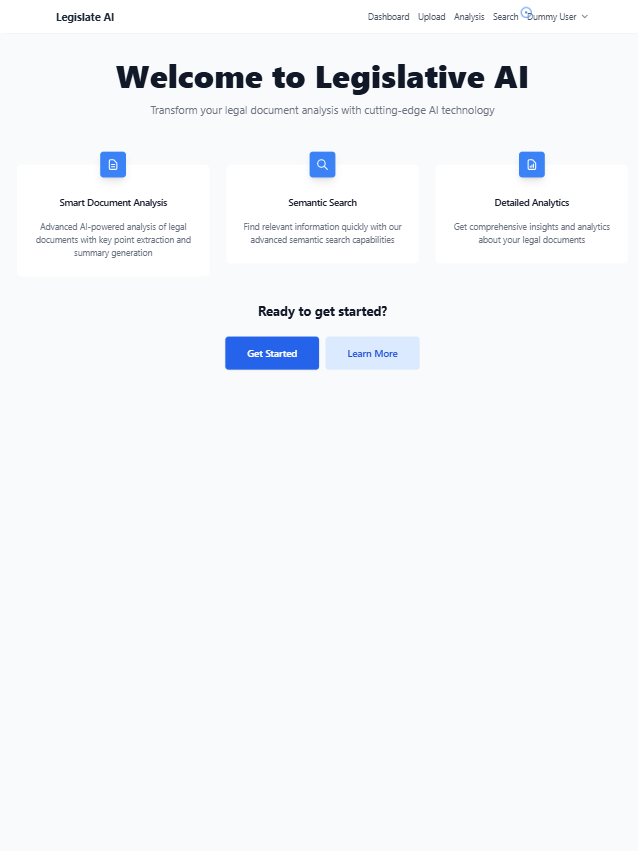 Legislate AI
Dashboard Upload Analysis Search Dummy User
Welcome to Legislative AI
Transform your legal document analysis with cutting-edge AI technology
Smart Document Analysis
Advanced AI-powered analysis of legal
documents with key point extraction and
summary generation
Semantic Search
Find relevant information quickly with our
advanced semantic search capabilities
Detailed Analytics
Get comprehensive insights and analytics
about your legal documents
Ready to get started?
Get Started
Learn More